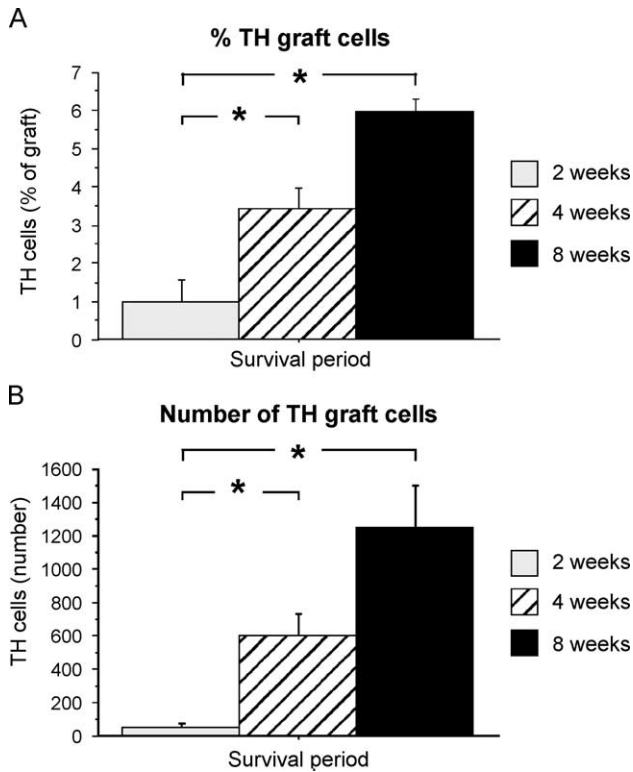 A
% TH graft cells
TH cells (% of graft)
7
6
5
4
3
2
1
0
*
*
2 weeks
4 weeks
8 weeks
Survival period
B
Number of TH graft cells
TH cells (number)
1600
1400
1200
1000
800
600
400
200
0
*
*
2 weeks
4 weeks
8 weeks
Survival period